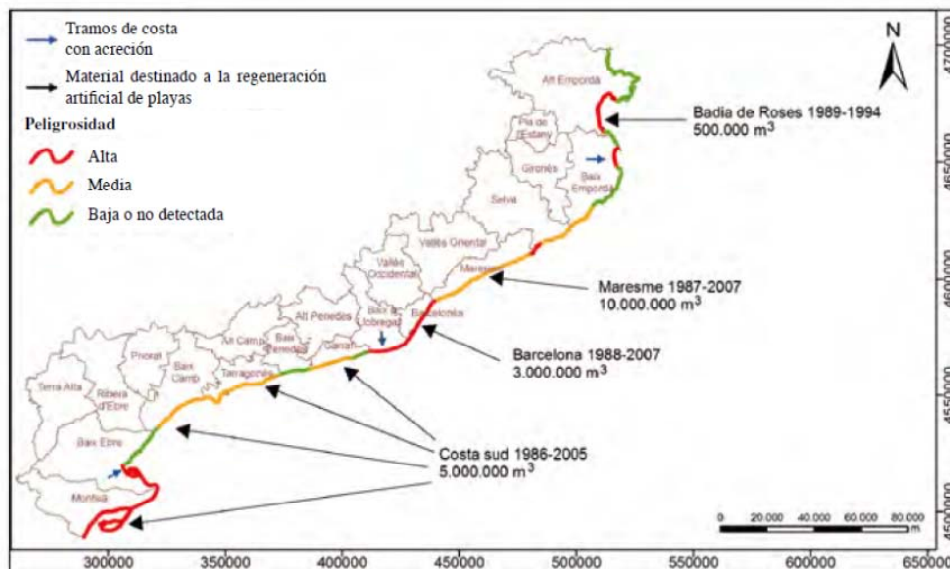 Tramos de costa
con acreción
Material destinado a la regeneración
artificial de playas
Peligrosidad
Alta
Media
Baja o no detectada
N
Alt Empordà
Pla de
l'Estany
Gironès
Baix
Empordà
Selva
Vallès Oriental
Vallès
Occidental
Maresme
Barcelonès
Baix
Llobregat
Alt Penedès
Garraf
Baix
Penedès
Alt Camp
Tarragonès
Baix
Camp
Priorat
Ribera
d'Ebre
Terra Alta
Baix Ebre
Montsià
Badia de Roses 1989-1994
500.000 m³
Maresme 1987-2007
10.000.000 m³
Barcelona 1988-2007
3.000.000 m³
Costa sud 1986-2005
5.000.000 m³
0 20.000 40.000 60.000 80.000
m
4700000
4650000
4600000
4550000
4500000
300000 350000 400000 450000 500000 550000 600000 650000